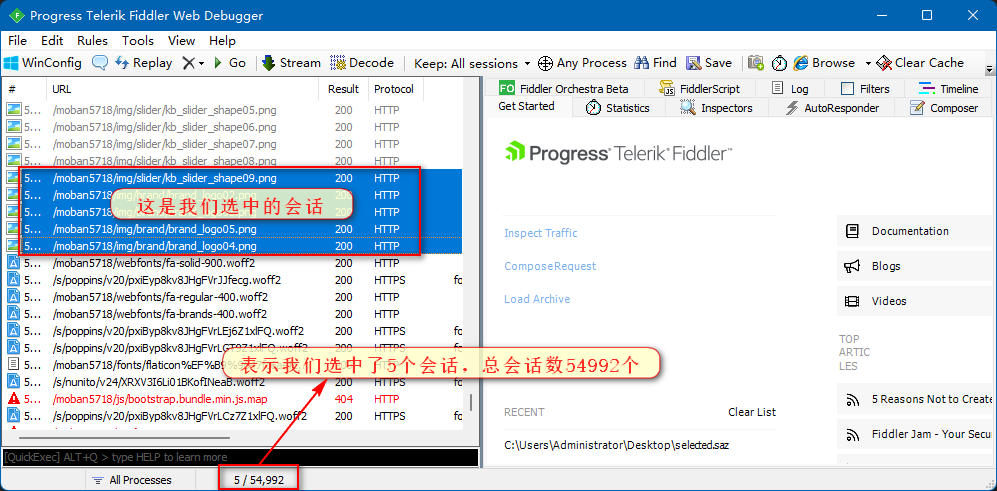 Progress Telerik Fiddler Web Debugger
File Edit Rules Tools View Help
WinConfig Replay Go Stream Decode Keep: All sessions Any Process Find Save Browse Clear Cache
# URL Result Protocol
5... /moban5718/img/slider/kb_slider_shape05.png 200 HTTP
5... /moban5718/img/slider/kb_slider_shape06.png 200 HTTP
5... /moban5718/img/slider/kb_slider_shape07.png 200 HTTP
5... /moban5718/img/slider/kb_slider_shape08.png 200 HTTP
5... /moban5718/img/slider/kb_slider_shape09.png 200 HTTP
5... /moban5718/img/brand/brand_logo02.png 200 HTTP
这是我们选中的会话
5... 200 HTTP
5... /moban5718/img/brand/brand_logo05.png 200 HTTP
5... /moban5718/img/brand/brand_logo04.png 200 HTTP
5... /moban5718/webfonts/fa-solid-900.woff2 200 HTTP
5... /s/poppins/v20/pxiEyp8kv8JHgFVrJJfecg.woff2 200 HTTPS fo
5... /moban5718/webfonts/fa-regular-400.woff2 200 HTTP
5... /moban5718/webfonts/fa-brands-400.woff2 200 HTTP
5... /s/poppins/v20/pxiByp8kv8JHgFVrLEj6Z1xlFQ.woff2 200 HTTPS fo
5... /s/poppins/v20/pxiByp8kv8JHgFVrLGT9Z1xlFQ.woff2 200 HTTPS fo
5... /moban5718/fonts/flaticon%EF%B9%
表示我们选中了5个会话，总会话数54992个
5... /s/nunito/v24/XRXV3I6Li01BKofINeaB.woff2 200 HTTPS fo
5... /moban5718/js/bootstrap.bundle.min.js.map 404 HTTP
5... /s/poppins/v20/pxiByp8kv8JHgFVrLCz7Z1xlFQ.woff2 200 HTTPS fo
[QuickExec] ALT+Q > type HELP to learn more
All Processes 5 / 54,992
FO Fiddler Orchestra Beta FiddlerScript Log Filters Timeline
Get Started Statistics Inspectors AutoResponder Composer
Progress Telerik Fiddler™
Inspect Traffic
Compose Request
Load Archive
RECENT Clear List
C:\Users\Administrator\Desktop\selected.saz
Documentation
Blogs
Videos
TOP
ARTIC
LES
5 Reasons Not to Create
Fiddler Jam - Your Secu